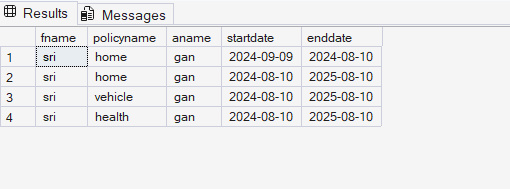 Results Messages
fname policyname aname startdate enddate
1 sri home gan 2024-09-09 2024-08-10
2 sri home gan 2024-08-10 2025-08-10
3 sri vehicle gan 2024-08-10 2025-08-10
4 sri health gan 2024-08-10 2025-08-10